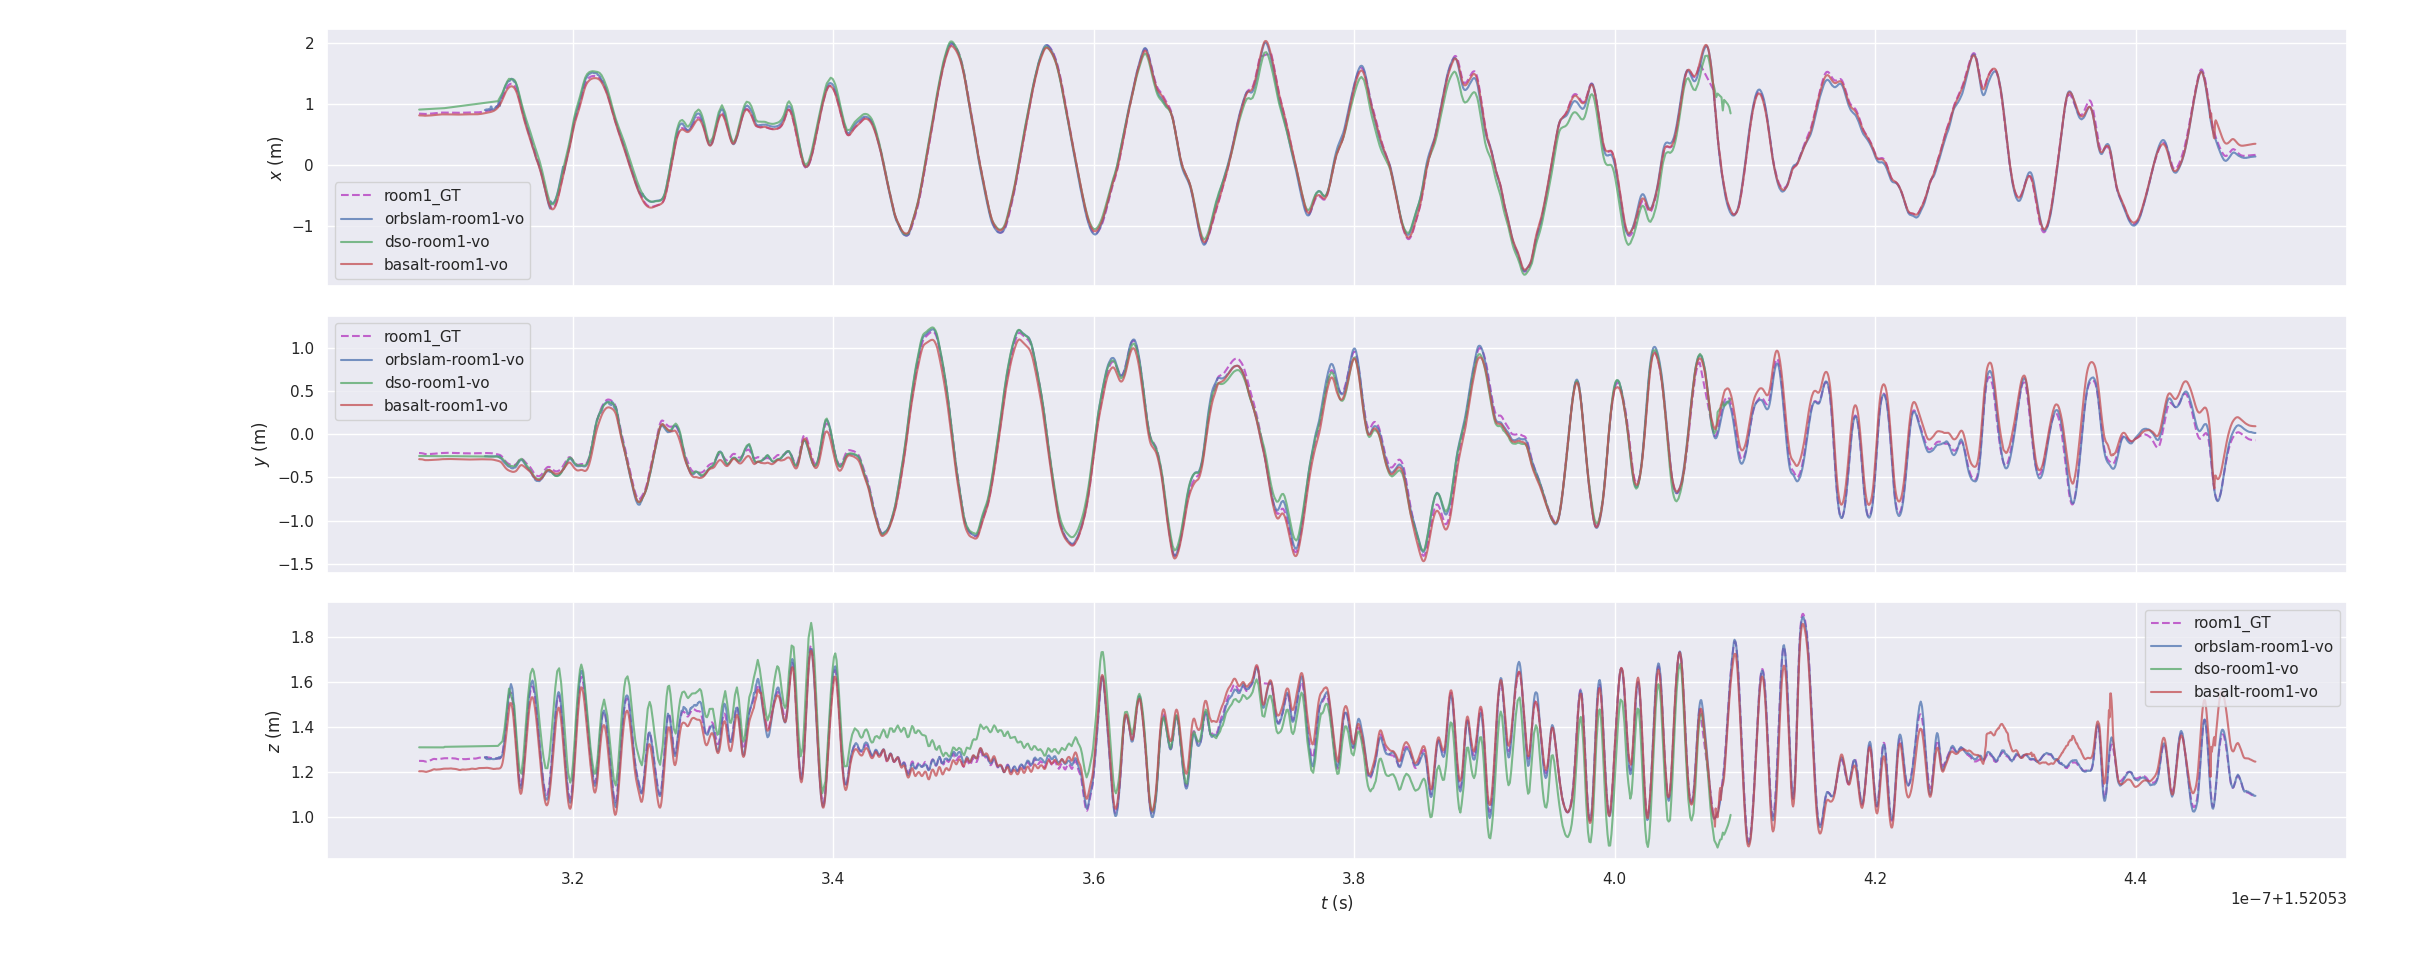 2
1
0
−1
x (m)
room1_GT
orbslam-room1-vo
dso-room1-vo
basalt-room1-vo
room1_GT
orbslam-room1-vo
dso-room1-vo
basalt-room1-vo
1.0
0.5
0.0
−0.5
−1.0
−1.5
y (m)
1.8
1.6
1.4
1.2
1.0
z (m)
room1_GT
orbslam-room1-vo
dso-room1-vo
basalt-room1-vo
3.2 3.4 3.6 3.8 4.0 4.2 4.4
t (s)
1e−7+1.52053